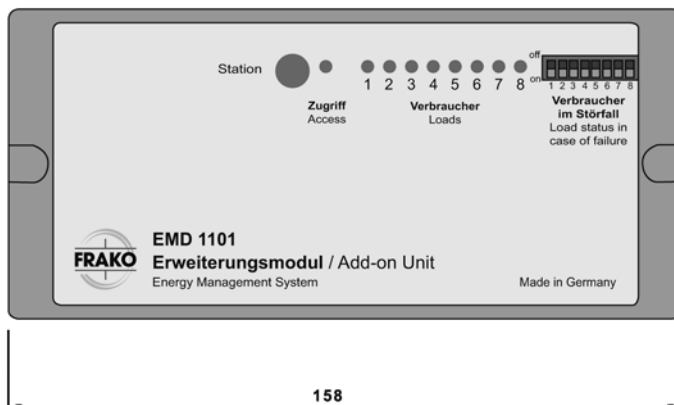 Station
off
on
1 2 3 4 5 6 7 8
1 2 3 4 5 6 7 8
Zugriff
Access
Verbraucher
Loads
Verbraucher
im Störfall
Load status in
case of failure
FRAKO
EMD 1101
Erweiterungsmodul / Add-on Unit
Energy Management System
Made in Germany
158